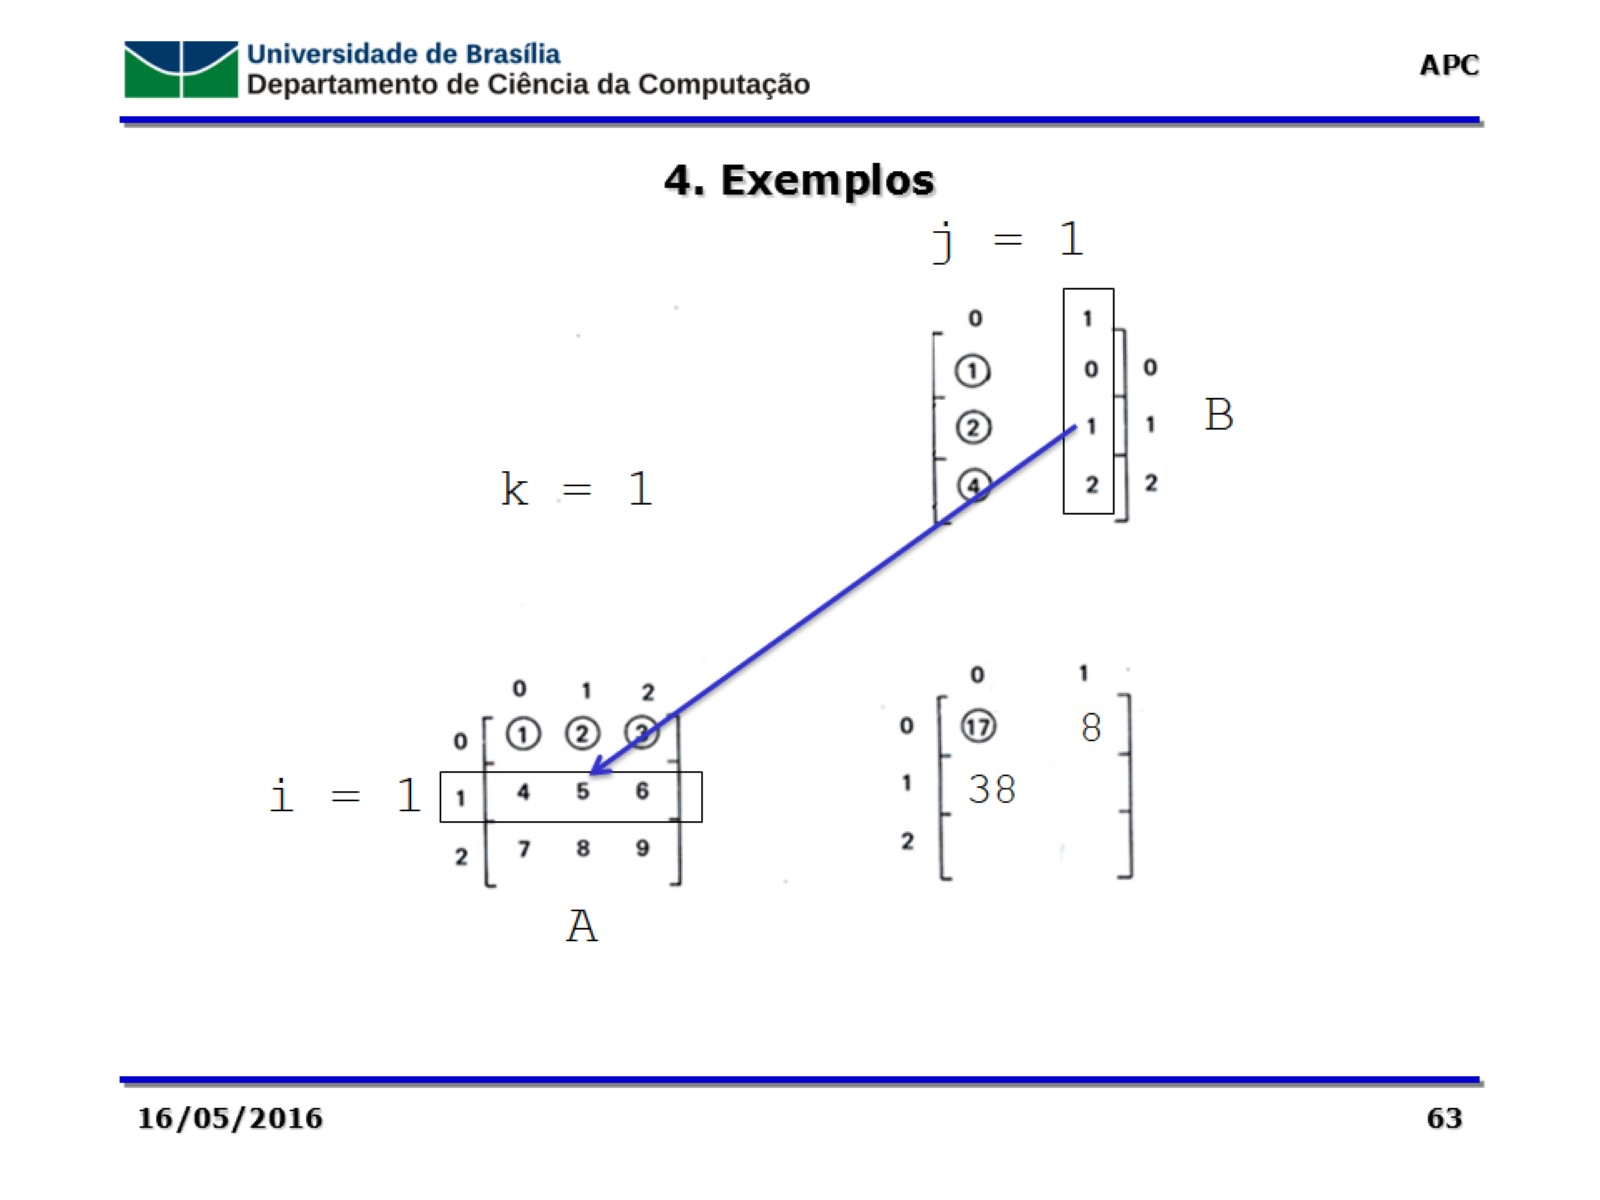 Universidade de Brasília
Departamento de Ciência da Computação
APC
4. Exemplos
j = 1
0 1
1 0 0
2 1 1
4 2 2
B
k = 1
0 1 2
0 1 2 3
1 4 5 6
2 7 8 9
i = 1
A
0 1
0 17 8
1 38
2
16/05/2016
63